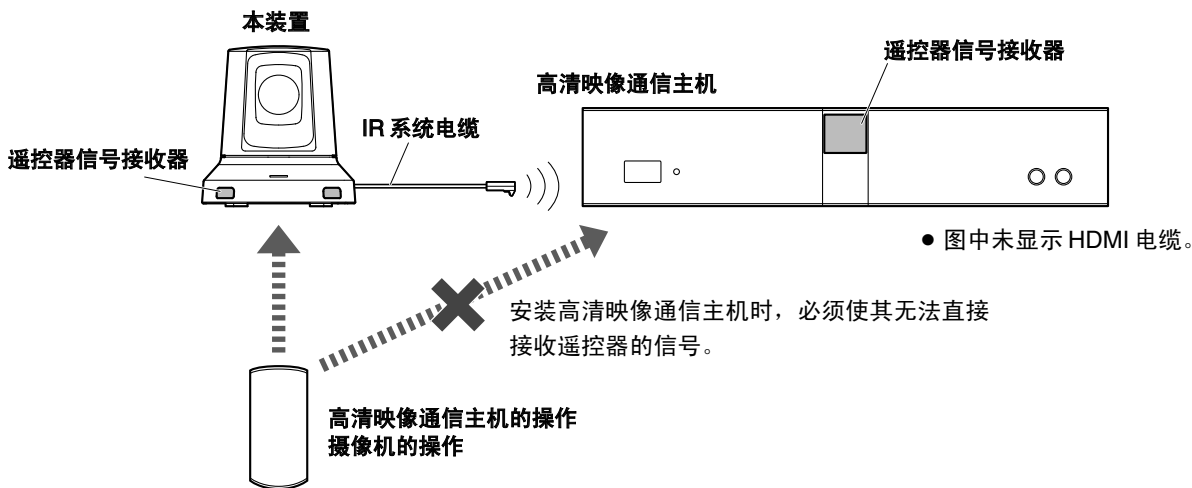 本装置
遥控器信号接收器
高清映像通信主机
IR 系统电缆
遥控器信号接收器
● 图中未显示 HDMI 电缆。
安装高清映像通信主机时，必须使其无法直接
接收遥控器的信号。
高清映像通信主机的操作
摄像机的操作